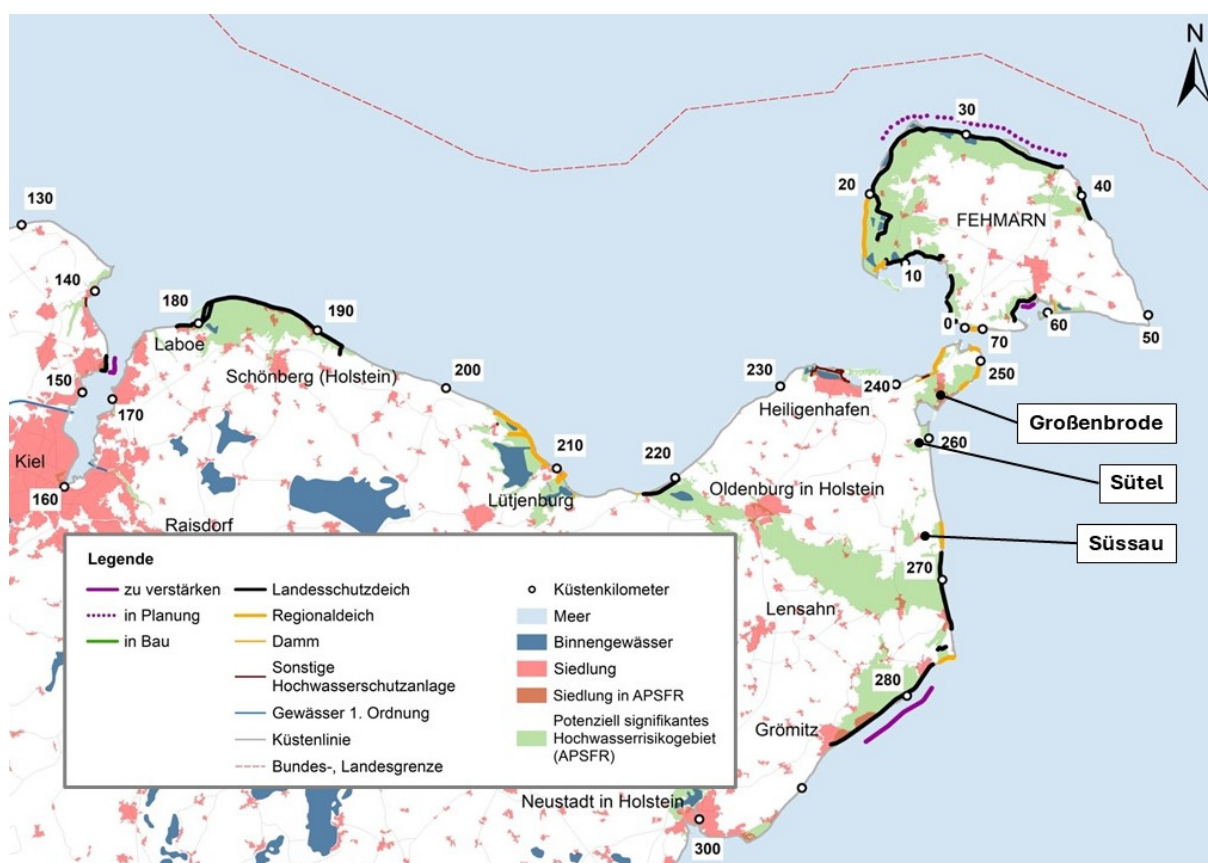 N
130
30
20
40
FEHMARN
10
140
180
190
0
70
60
50
Laboe
Schönberg (Holstein)
200
230
240
250
150
170
Heiligenhafen
Großenbrode
260
Kiel
210
220
Sütel
160
Lütjenburg
Oldenburg in Holstein
Raisdorf
Süssau
270
Lensahn
280
Grömitz
Neustadt in Holstein
300
Legende
zu verstärken
in Planung
in Bau
Landesschutzdeich
Regionaldeich
Damm
Sonstige
Hochwasserschutzanlage
Gewässer 1. Ordnung
Küstenlinie
Bundes-, Landesgrenze
Küstenkilometer
Meer
Binnengewässer
Siedlung
Siedlung in APSFR
Potenziell signifikantes
Hochwasserrisikogebiet
(APSFR)